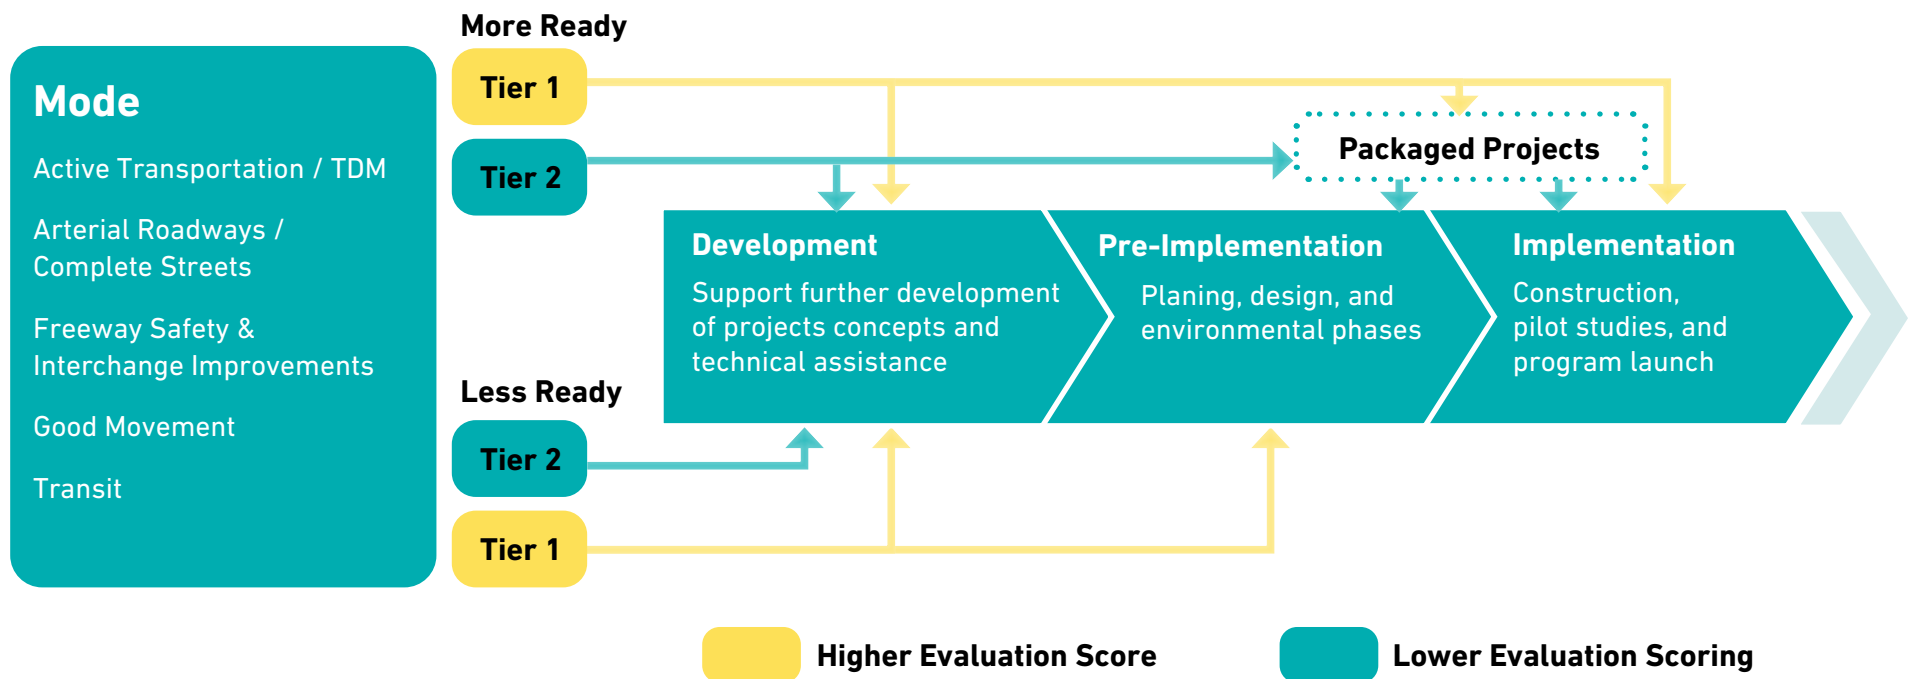 Mode
Active Transportation / TDM
Arterial Roadways /
Complete Streets
Freeway Safety &
Interchange Improvements
Good Movement
Transit
More Ready
Tier 1
Tier 2
Less Ready
Tier 2
Tier 1
Packaged Projects
Development
Support further development
of projects concepts and
technical assistance
Pre-Implementation
Planing, design, and
environmental phases
Implementation
Construction,
pilot studies, and
program launch
Higher Evaluation Score
Lower Evaluation Scoring